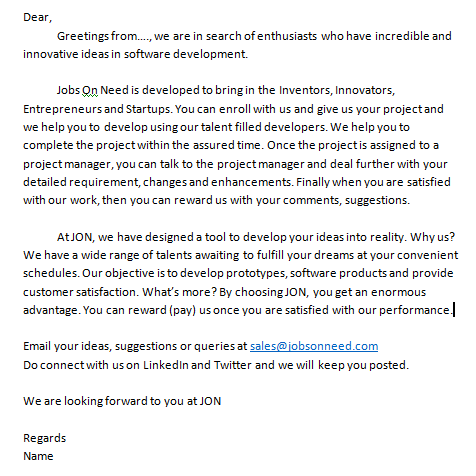 Dear,
Greetings from...., we are in search of enthusiasts who have incredible and
innovative ideas in software development.
Jobs On Need is developed to bring in the Inventors, Innovators,
Entrepreneurs and Startups. You can enroll with us and give us your project and
we help you to develop using our talent filled developers. We help you to
complete the project within the assured time. Once the project is assigned to a
project manager, you can talk to the project manager and deal further with your
detailed requirement, changes and enhancements. Finally when you are satisfied
with our work, then you can reward us with your comments, suggestions.
At JON, we have designed a tool to develop your ideas into reality. Why us?
We have a wide range of talents awaiting to fulfill your dreams at your convenient
schedules. Our objective is to develop prototypes, software products and provide
customer satisfaction. What's more? By choosing JON, you get an enormous
advantage. You can reward (pay) us once you are satisfied with our performance.
Email your ideas, suggestions or queries at sales@jobsonneed.com
Do connect with us on LinkedIn and Twitter and we will keep you posted.
We are looking forward to you at JON
Regards
Name